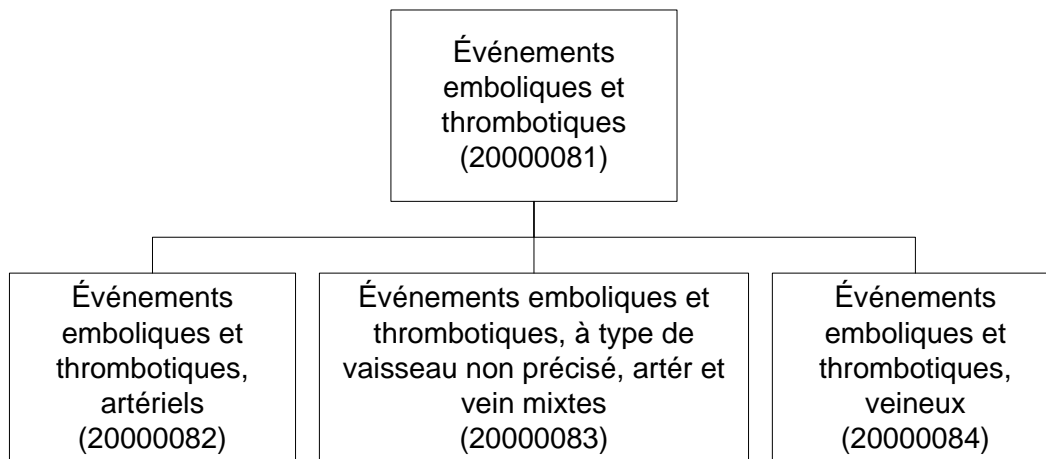 Événements
emboliques et
thrombotiques
(20000081)
Événements
emboliques et
thrombotiques,
artériels
(20000082)
Événements emboliques et
thrombotiques, à type de
vaisseau non précisé, artér et
vein mixtes
(20000083)
Événements
emboliques et
thrombotiques,
veineux
(20000084)